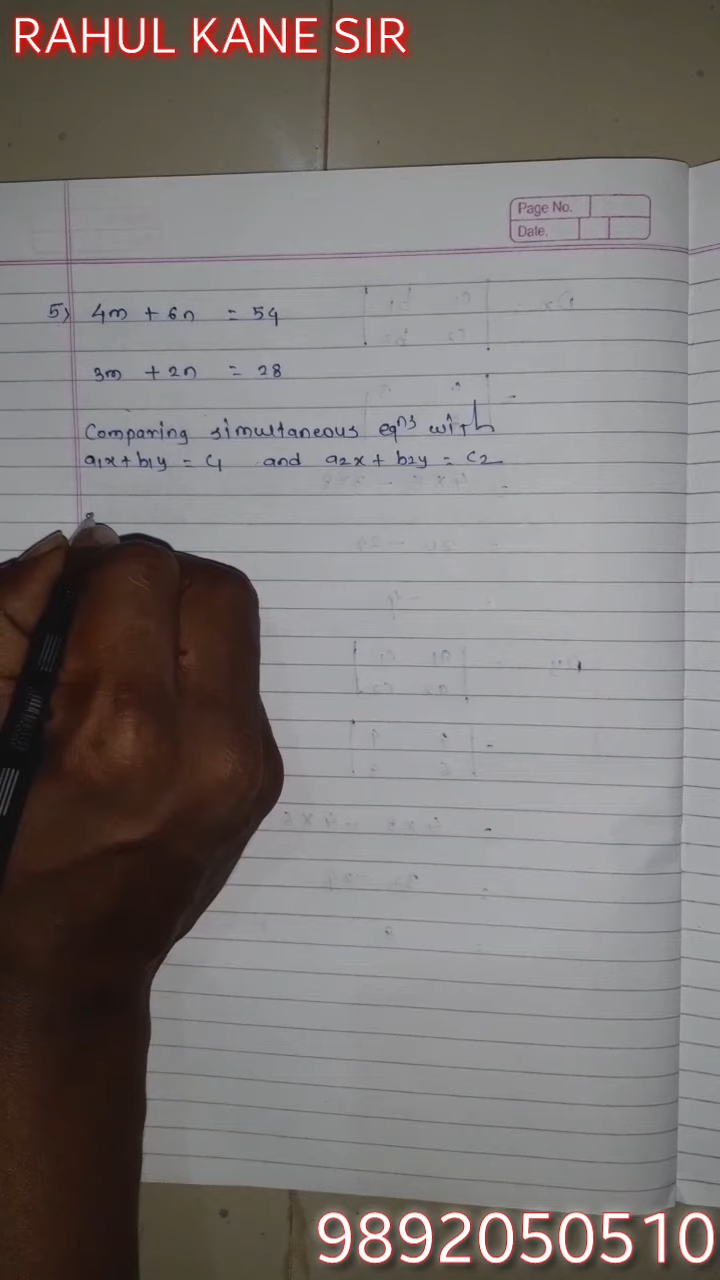 RAHUL KANE SIR
Page No.
Date.
5) 4m + 6n = 54
3m + 2n = 28
Comparing simultaneous eqns with
a1x + b1y = c1 and a2x + b2y = c2
9892050510